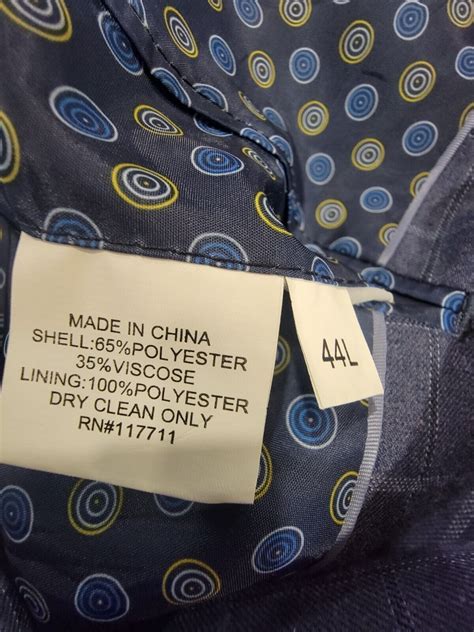 MADE IN CHINA
SHELL:65%POLYESTER
35%VISCOSE
LINING:100%POLYESTER
DRY CLEAN ONLY
RN#117711
44L